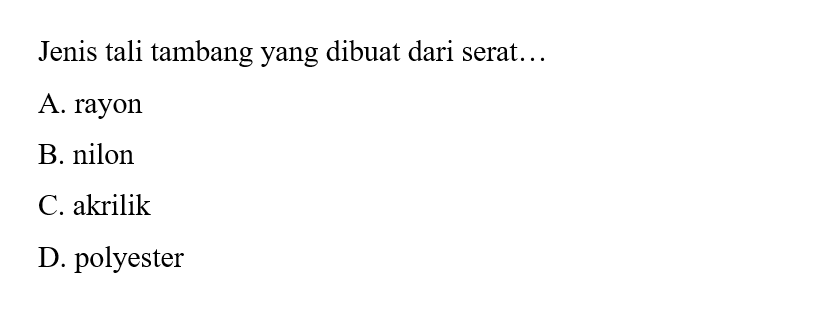 Jenis tali tambang yang dibuat dari serat…
A. rayon
B. nilon
C. akrilik
D. polyester